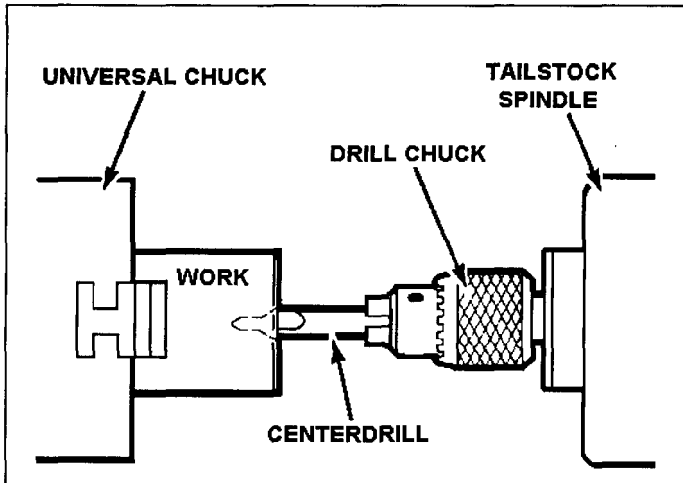 UNIVERSAL CHUCK
TAILSTOCK
SPINDLE
DRILL CHUCK
WORK
CENTERDRILL